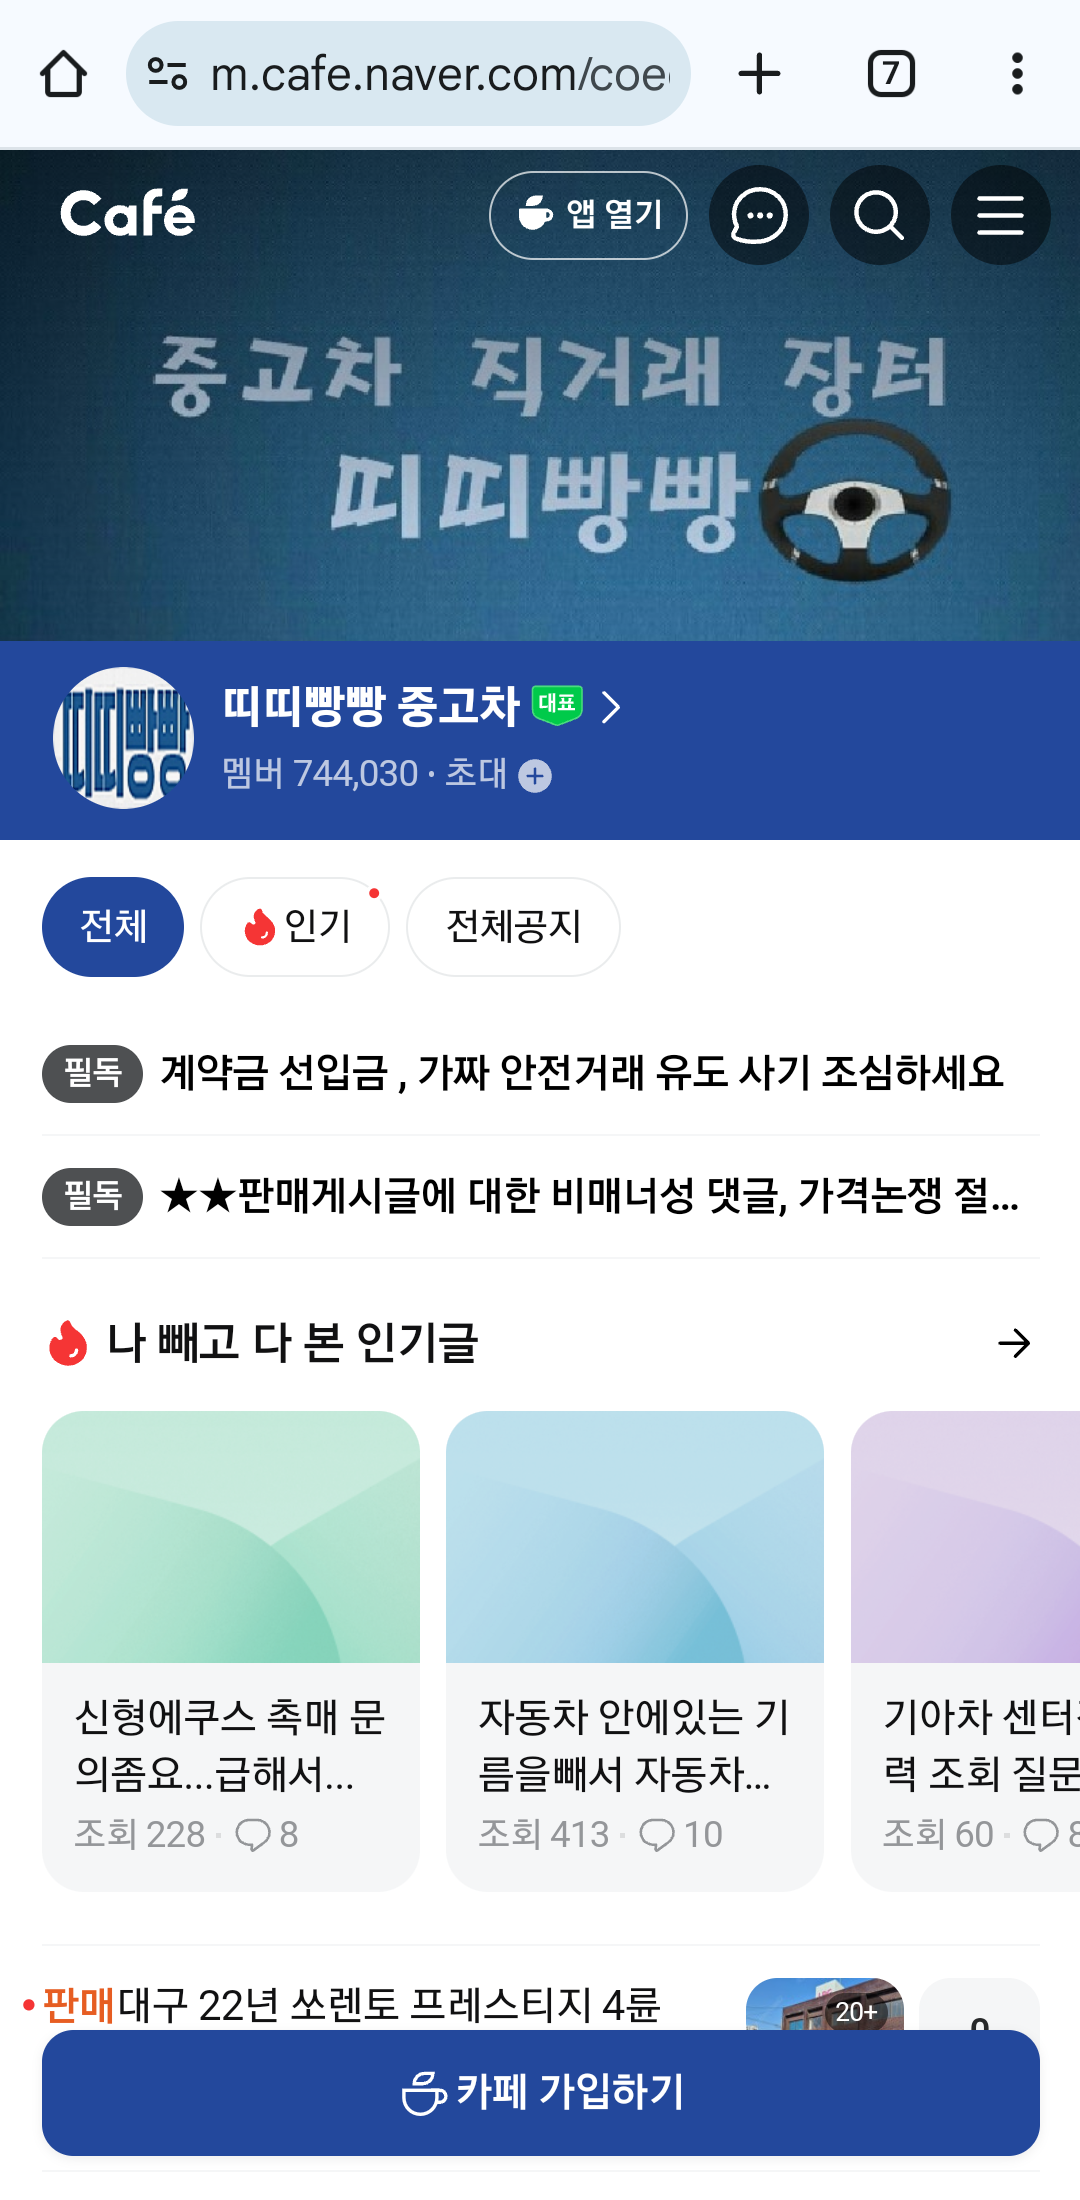 m.cafe.naver.com/coe
7
Café
앱 열기
중고차 직거래 장터
띠띠빵빵
띠띠빵빵
띠띠빵빵 중고차 대표
멤버 744,030 · 초대
전체
인기
전체공지
필독 계약금 선입금 , 가짜 안전거래 유도 사기 조심하세요
필독 ★★판매게시글에 대한 비매너성 댓글, 가격논쟁 절...
나 빼고 다 본 인기글
신형에쿠스 촉매 문
의좀요...급해서...
조회 228 · 8
자동차 안에있는 기
름을빼서 자동차...
조회 413 · 10
기아차 센터
력 조회 질문
조회 60 · 8
판매대구 22년 쏘렌토 프레스티지 4륜
20+
카페 가입하기